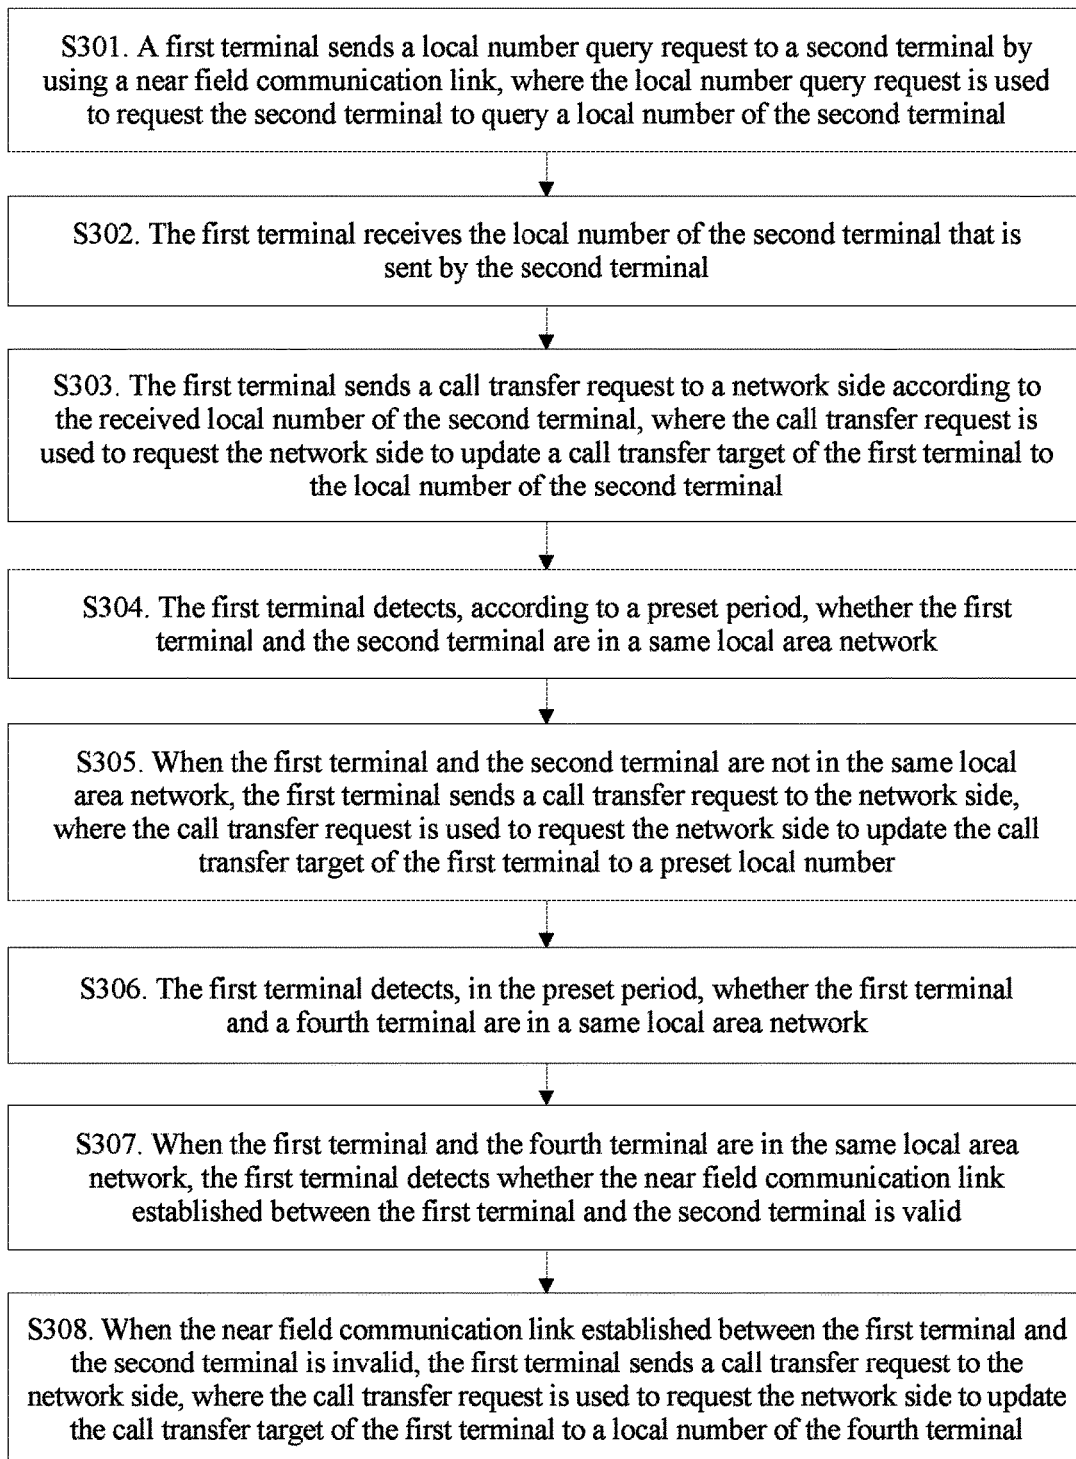 S301. A first terminal sends a local number query request to a second terminal by
using a near field communication link, where the local number query request is used
to request the second terminal to query a local number of the second terminal
S302. The first terminal receives the local number of the second terminal that is
sent by the second terminal
S303. The first terminal sends a call transfer request to a network side according to
the received local number of the second terminal, where the call transfer request is
used to request the network side to update a call transfer target of the first terminal to
the local number of the second terminal
S304. The first terminal detects, according to a preset period, whether the first
terminal and the second terminal are in a same local area network
S305. When the first terminal and the second terminal are not in the same local
area network, the first terminal sends a call transfer request to the network side,
where the call transfer request is used to request the network side to update the call
transfer target of the first terminal to a preset local number
S306. The first terminal detects, in the preset period, whether the first terminal
and a fourth terminal are in a same local area network
S307. When the first terminal and the fourth terminal are in the same local area
network, the first terminal detects whether the near field communication link
established between the first terminal and the second terminal is valid
S308. When the near field communication link established between the first terminal and
the second terminal is invalid, the first terminal sends a call transfer request to the
network side, where the call transfer request is used to request the network side to update
the call transfer target of the first terminal to a local number of the fourth terminal